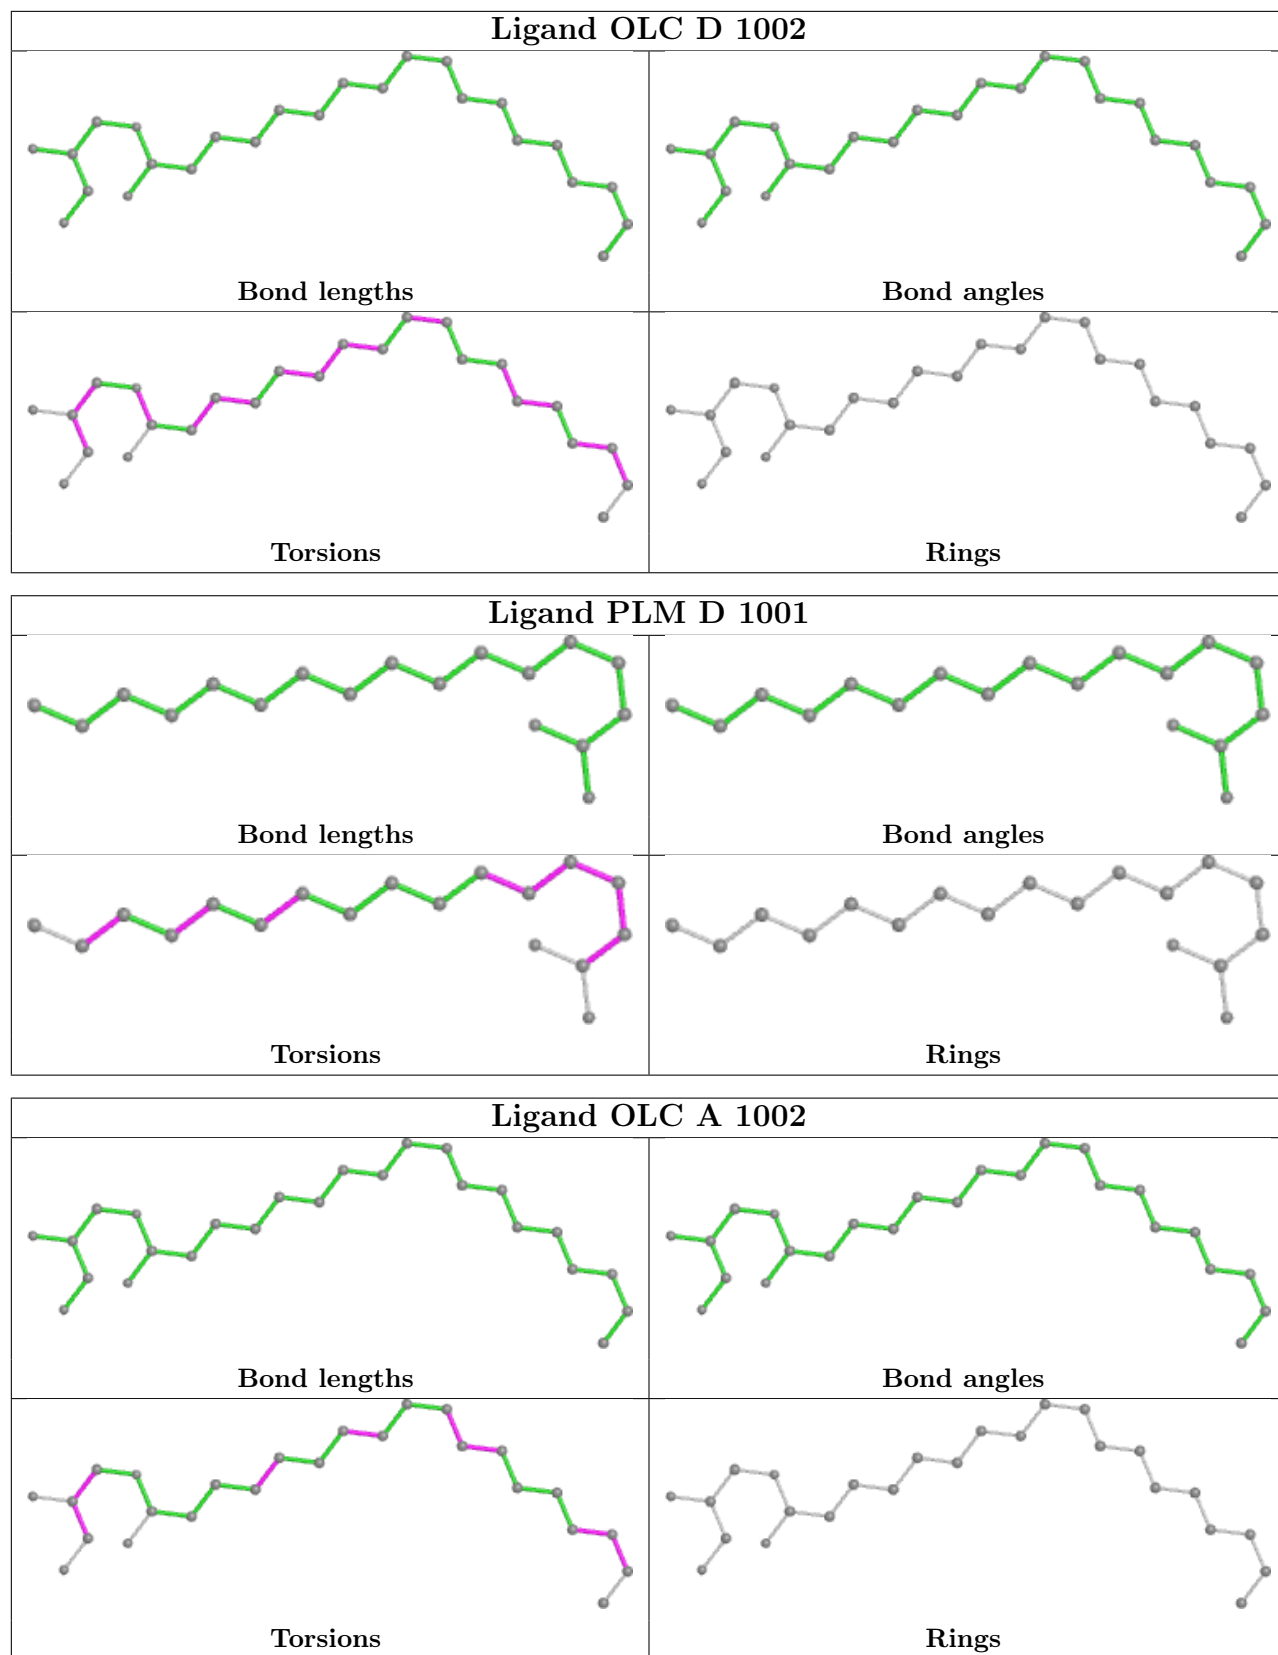 Ligand OLC D 1002
Bond lengths
Bond angles
Torsions
Rings
Ligand PLM D 1001
Bond lengths
Bond angles
Torsions
Rings
Ligand OLC A 1002
Bond lengths
Bond angles
Torsions
Rings